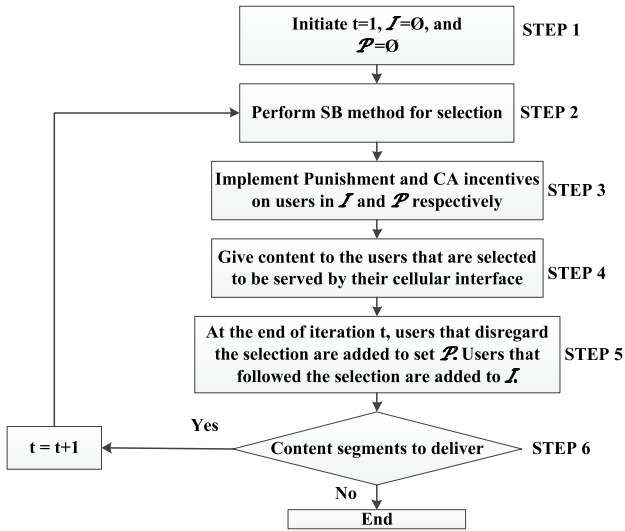 Initiate t=1, 𝓘=Ø, and
𝓟=Ø
STEP 1
Perform SB method for selection
STEP 2
Implement Punishment and CA incentives
on users in 𝓘 and 𝓟 respectively
STEP 3
Give content to the users that are selected
to be served by their cellular interface
STEP 4
At the end of iteration t, users that disregard
the selection are added to set 𝓟. Users that
followed the selection are added to 𝓘.
STEP 5
Content segments to deliver
STEP 6
Yes
t = t+1
No
End